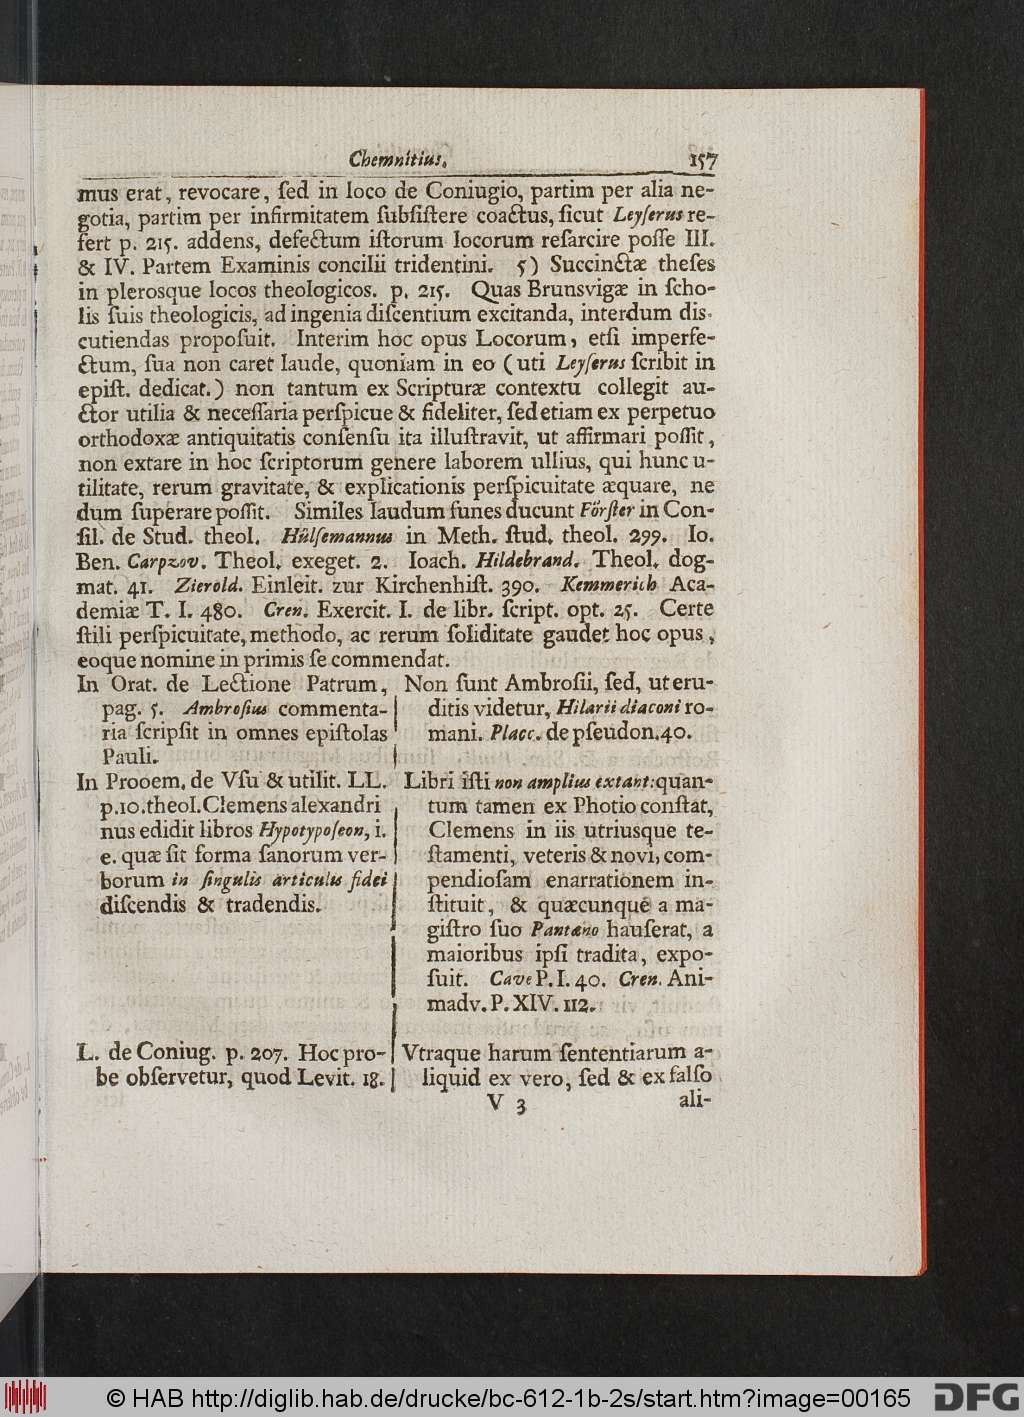 Chemnitius. 157
mus erat, revocare, ſed in loco de Coniugio, partim per alia ne-
gotia, partim per infirmitatem ſubſiſtere coactus, ſicut Leyſerus re-
fert p. 215. addens, defectum iſtorum locorum reſarcire poſſe III.
& IV. Partem Examinis concilii tridentini. 5) Succinctæ theſes
in plerosque locos theologicos. p. 215. Quas Brunsvigæ in ſcho-
lis ſuis theologicis, ad ingenia diſcentium excitanda, interdum dis-
cutiendas propoſuit. Interim hoc opus Locorum, etſi imperfe-
ctum, ſua non caret laude, quoniam in eo (uti Leyſerus ſcribit in
epiſt. dedicat.) non tantum ex Scripturæ contextu collegit au-
ctor utilia & neceſſaria perſpicue & fideliter, ſed etiam ex perpetuo
orthodoxæ antiquitatis conſenſu ita illuſtravit, ut affirmari poſſit,
non extare in hoc ſcriptorum genere laborem ullius, qui hunc u-
tilitate, rerum gravitate, & explicationis perſpicuitate æquare, ne
dum ſuperare poſſit. Similes laudum funes ducunt Förſter in Con-
ſil. de Stud. theol. Hülſemannus in Meth. ſtud. theol. 299. Io.
Ben. Carpzov. Theol. exeget. 2. Ioach. Hildebrand. Theol. dog-
mat. 41. Zierold. Einleit. zur Kirchenhiſt. 390. Kemmerich Aca-
demiæ T. I. 480. Cren. Exercit. I. de libr. ſcript. opt. 25. Certe
ſtili perſpicuitate, methodo, ac rerum ſoliditate gaudet hoc opus,
eoque nomine in primis ſe commendat.
In Orat. de Lectione Patrum,
pag. 5. Ambroſius commenta-
ria ſcripſit in omnes epiſtolas
Pauli.
Non ſunt Ambroſii, ſed, ut eru-
ditis videtur, Hilarii diaconi ro-
mani. Placc. de pſeudon. 40.
In Prooem. de Vſu & utilit. LL.
p. 10. theol. Clemens alexandri
nus edidit libros Hypotypoſeon, i.
e. quæ ſit forma ſanorum ver-
borum in ſingulis articulis fidei
diſcendis & tradendis.
Libri iſti non amplius extant: quan-
tum tamen ex Photio conſtat,
Clemens in iis utriusque te-
ſtamenti, veteris & novi, com-
pendioſam enarrationem in-
ſtituit, & quæcunque a ma-
giſtro ſuo Pantæno hauſerat, a
maioribus ipſi tradita, expo-
ſuit. Cave P. I. 40. Cren. Ani-
madv. P. XIV. 112.
L. de Coniug. p. 207. Hoc pro-
be obſervetur, quod Levit. 18.
Vtraque harum ſententiarum a-
liquid ex vero, ſed & ex falſo
V 3 ali-
© HAB http://diglib.hab.de/drucke/bc-612-1b-2s/start.htm?image=00165 DFG